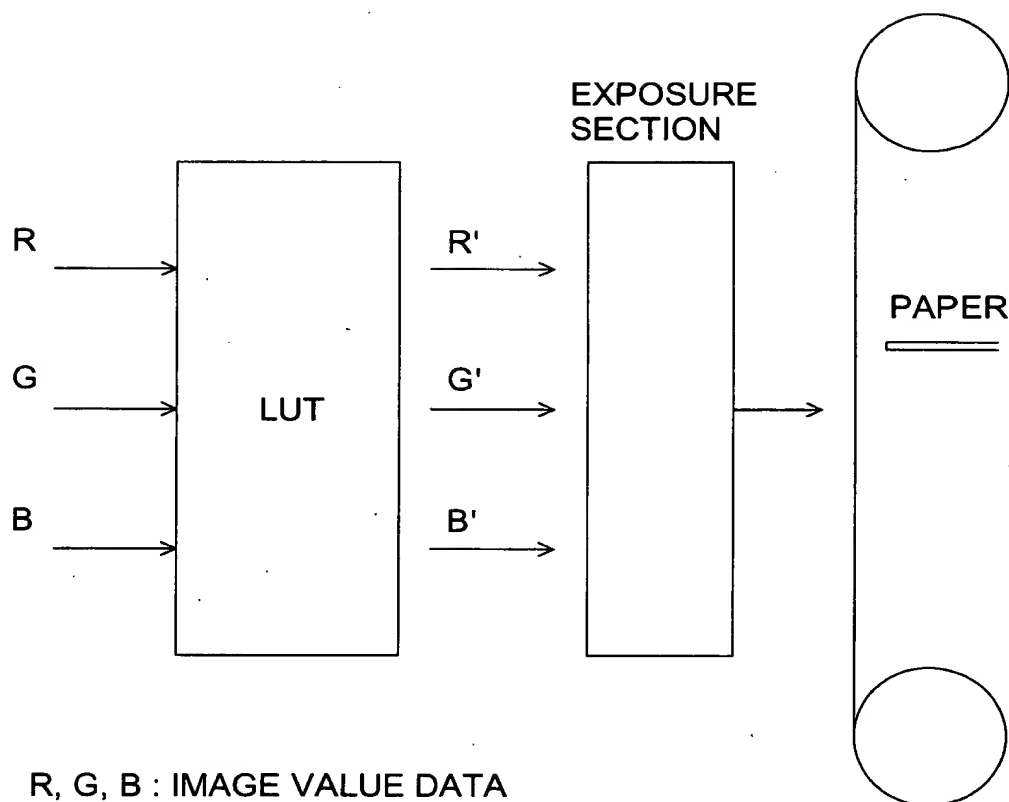 EXPOSURE
SECTION
R
R'
PAPER
G
LUT
G'
B
B'
R, G, B : IMAGE VALUE DATA